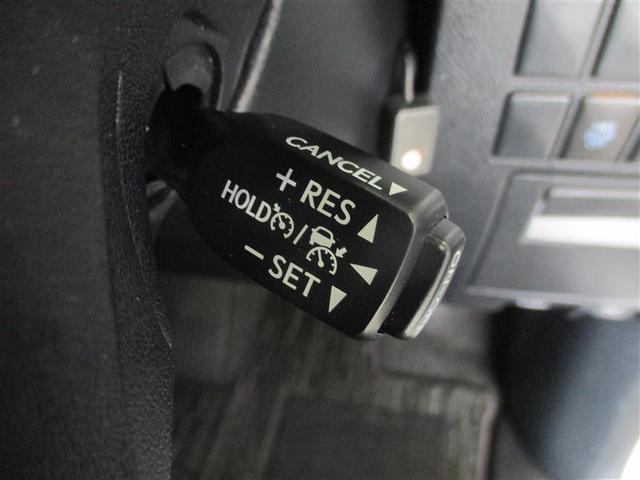 CANCEL
+ RES
HOLD /
- SET